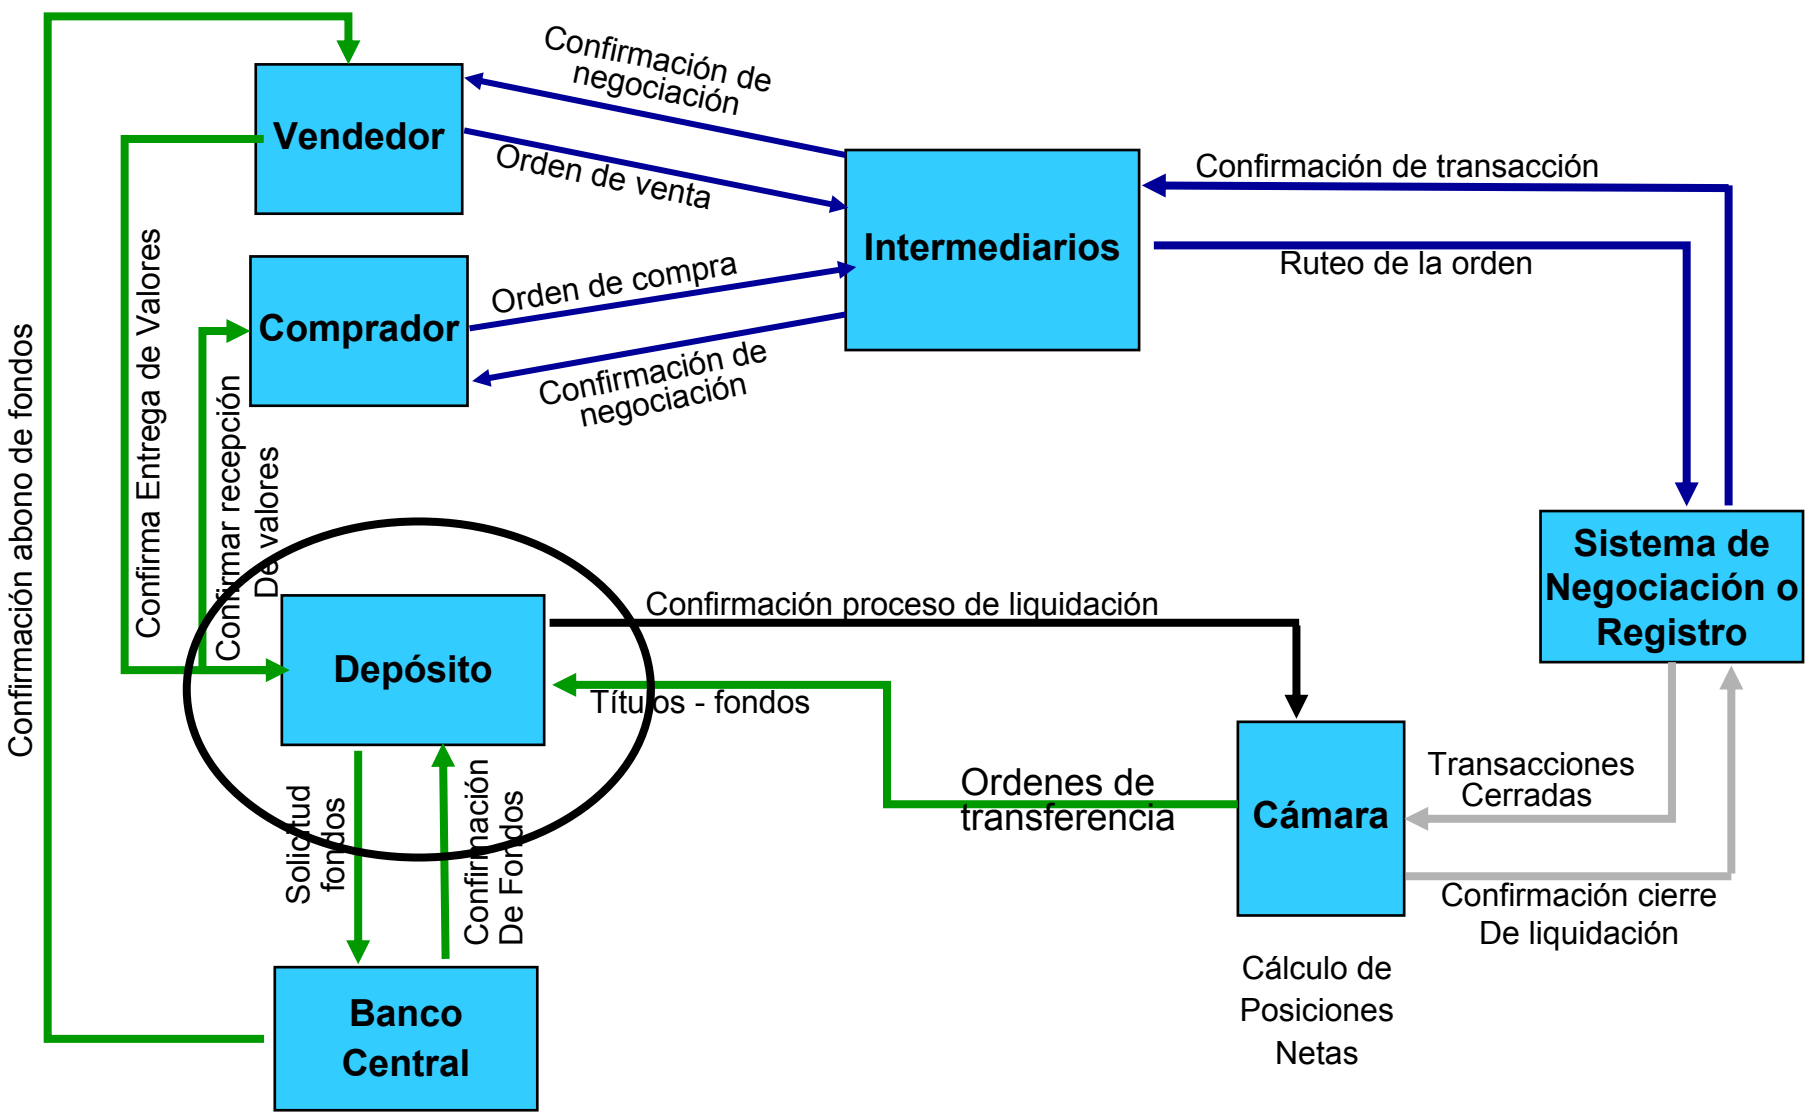 Confirmación de
negociación
Vendedor
Orden de venta
Intermediarios
Confirmación de transacción
Ruteo de la orden
Orden de compra
Comprador
Confirmación de
negociación
Confirmación abono de fondos
Confirma Entrega de Valores
Confirmar recepción
De valores
Sistema de
Negociación o
Registro
Confirmación proceso de liquidación
Depósito
Títulos - fondos
Ordenes de
transferencia
Cámara
Transacciones
Cerradas
Confirmación cierre
De liquidación
Solicitud
fondos
Confirmación
De Fondos
Cálculo de
Posiciones
Netas
Banco
Central